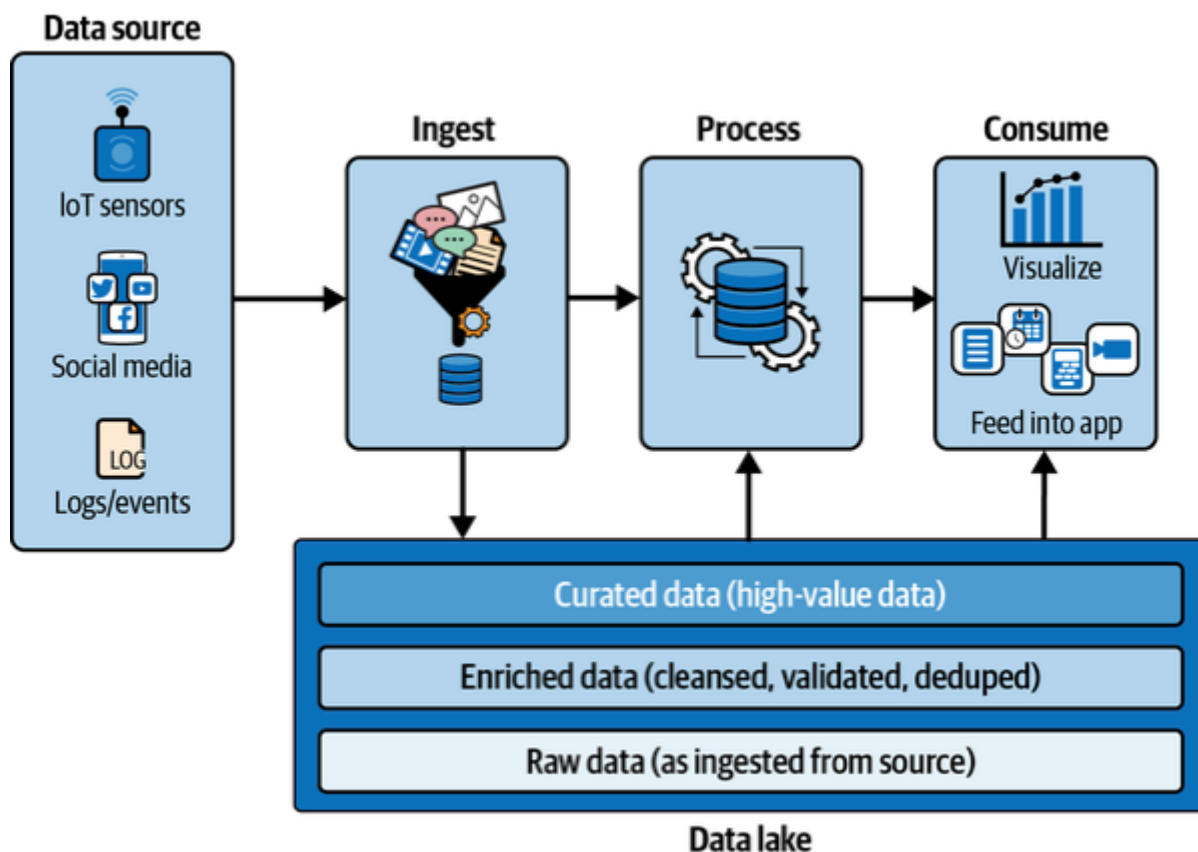 Data source
IoT sensors
Social media
LOG
Logs/events
Ingest
Process
Consume
Visualize
Feed into app
Curated data (high-value data)
Enriched data (cleansed, validated, deduped)
Raw data (as ingested from source)
Data lake